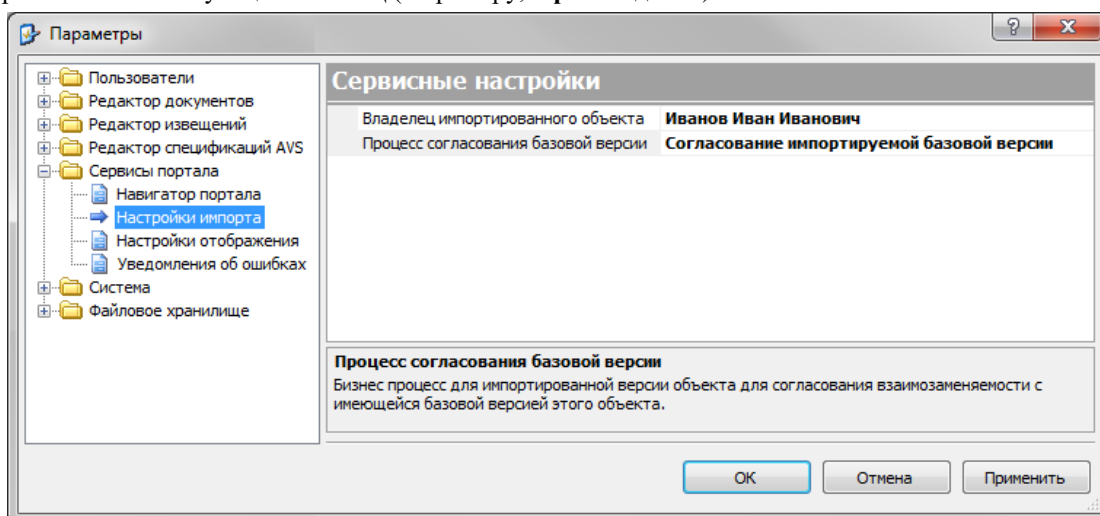 Параметры
Пользователи
Редактор документов
Редактор извещений
Редактор спецификаций AVS
Сервисы портала
Навигатор портала
Настройки импорта
Настройки отображения
Уведомления об ошибках
Система
Файловое хранилище
Сервисные настройки
Владелец импортированного объекта Иванов Иван Иванович
Процесс согласования базовой версии Согласование импортируемой базовой версии
Процесс согласования базовой версии
Бизнес процесс для импортированной версии объекта для согласования взаимозаменяемости с
имеющейся базовой версией этого объекта.
ОК Отмена Применить